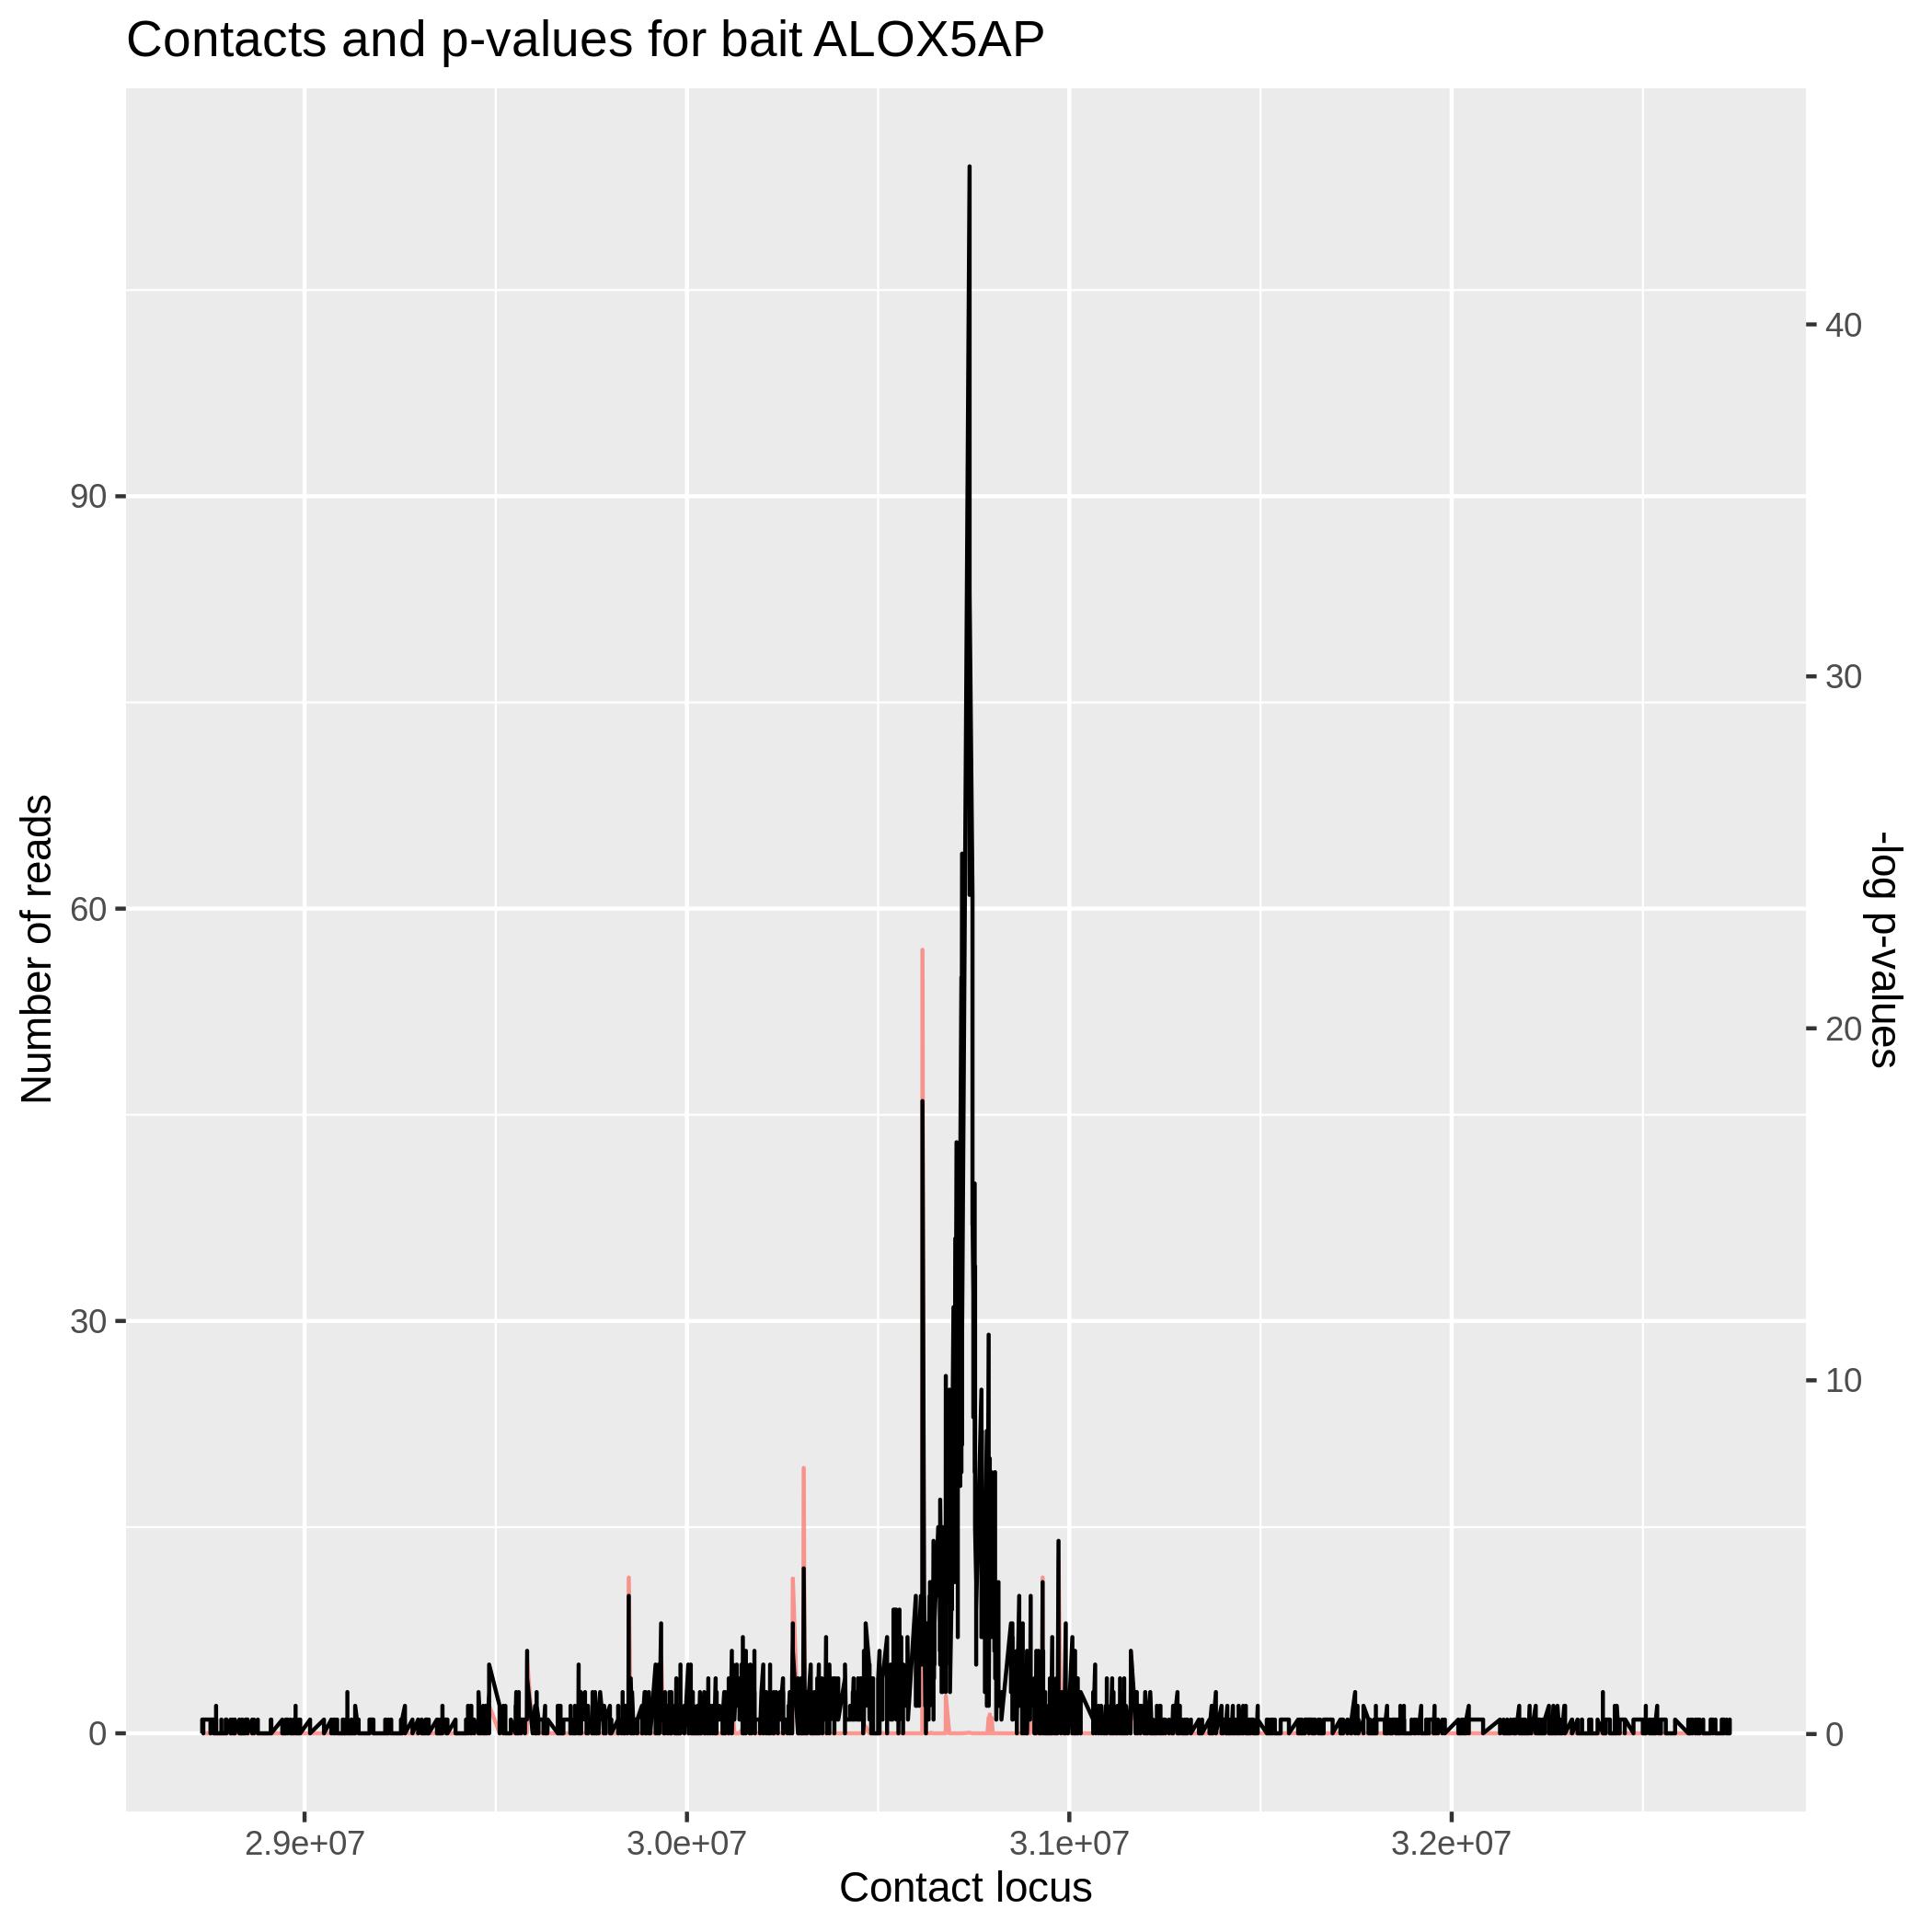 Contacts and p-values for bait ALOX5AP
Number of reads
90
60
30
0
40
30
20
10
0
-log p-values
2.9e+07 3.0e+07 3.1e+07 3.2e+07
Contact locus